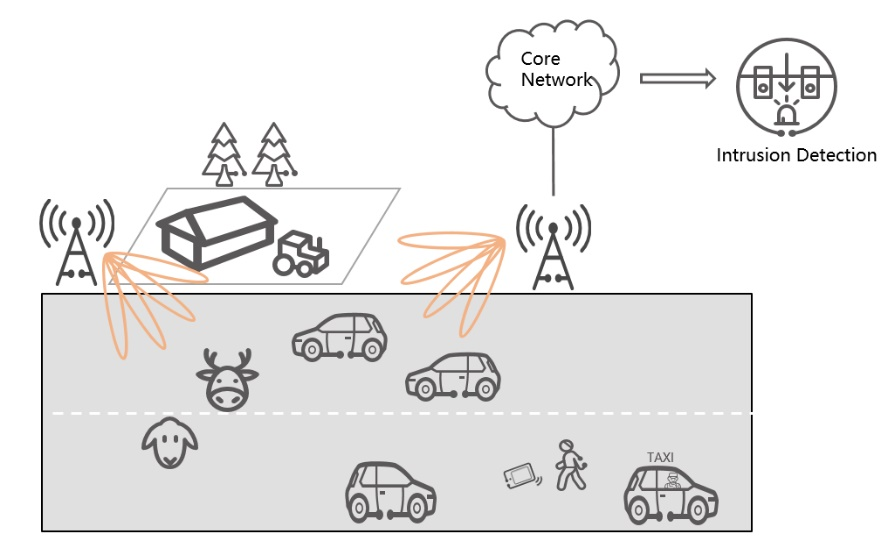 Core
Network
Intrusion Detection
TAXI